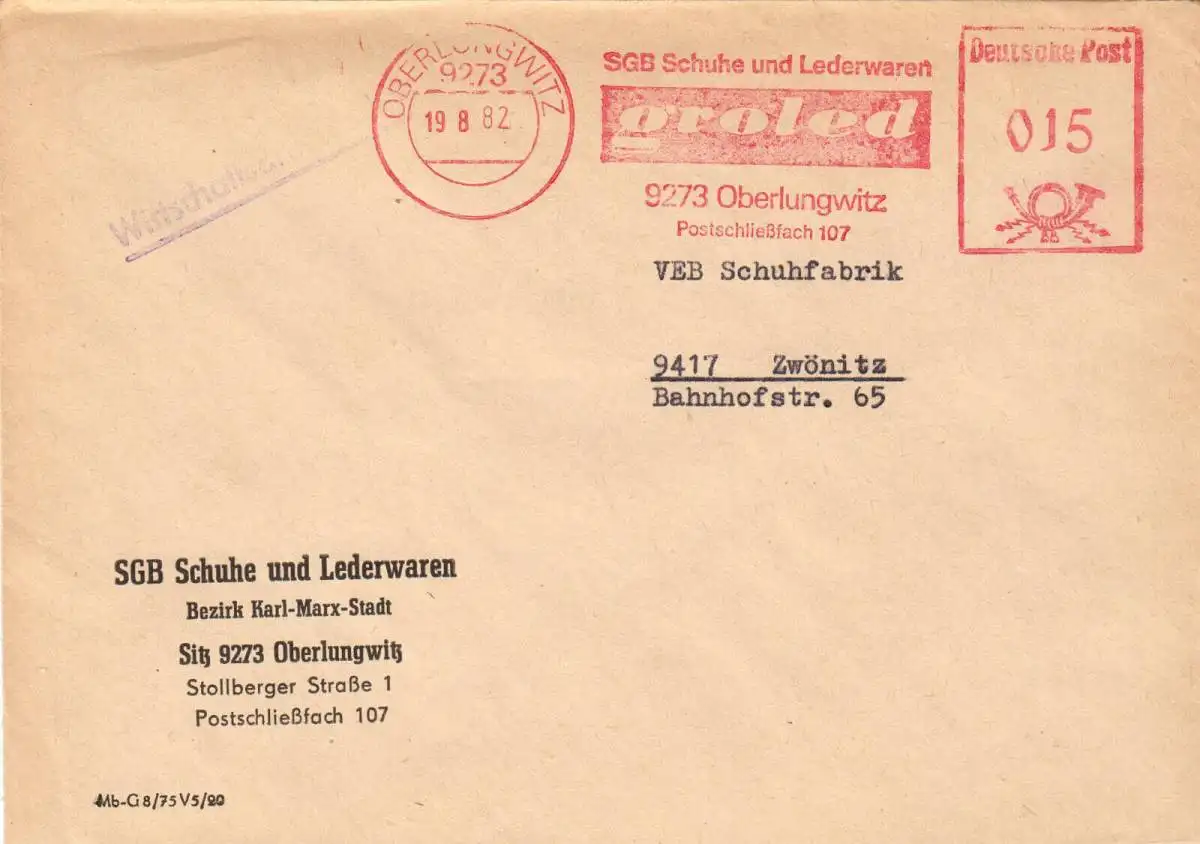 OBERLUNGWITZ
9273
19 8 82
SGB Schuhe und Lederwaren
oroled
9273 Oberlungwitz
Postschließfach 107
Deutsche Post
015
VEB Schuhfabrik
9417 Zwönitz
Bahnhofstr. 65
SGB Schuhe und Lederwaren
Bezirk Karl-Marx-Stadt
Sitz 9273 Oberlungwitz
Stollberger Straße 1
Postschließfach 107
Mb-G 8/75 V 5/20